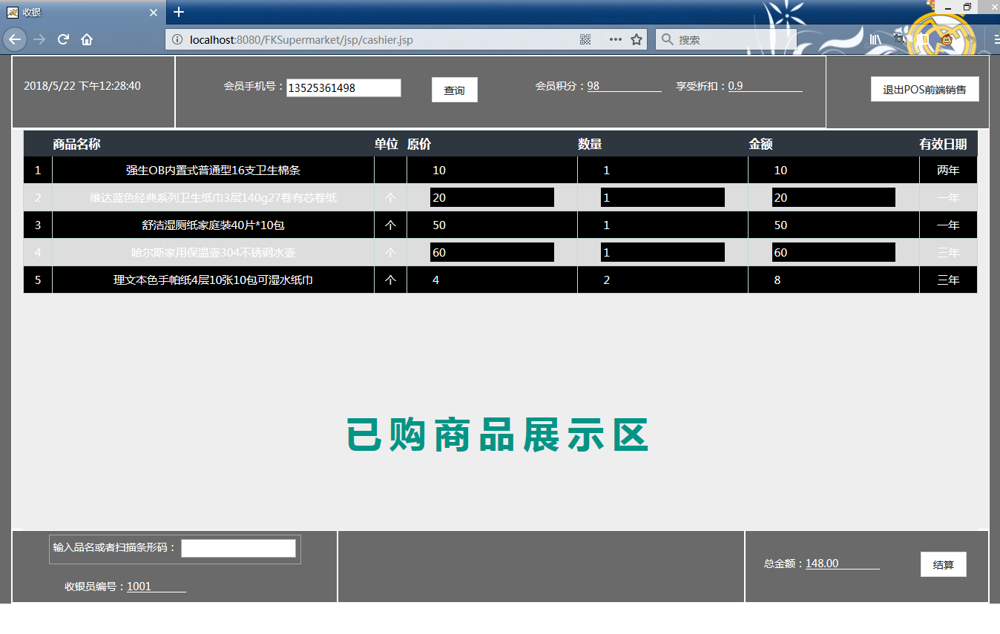 收银
localhost:8080/FKSupermarket/jsp/cashier.jsp
搜索
2018/5/22 下午12:28:40
会员手机号：13525361498
查询
会员积分：98
享受折扣：0.9
退出POS前端销售
商品名称 单位 原价 数量 金额 有效日期
1 强生OB内置式普通型16支卫生棉条 10 1 10 两年
2 维达蓝色经典系列卫生纸巾3层140g27卷有芯卷纸 个 20 1 20 一年
3 舒洁湿厕纸家庭装40片*10包 个 50 1 50 一年
4 哈尔斯家用保温壶304不锈钢水壶 个 60 1 60 三年
5 理文本色手帕纸4层10张10包可湿水纸巾 个 4 2 8 三年
已购商品展示区
输入品名或者扫描条形码：
收银员编号：1001
总金额：148.00
结算